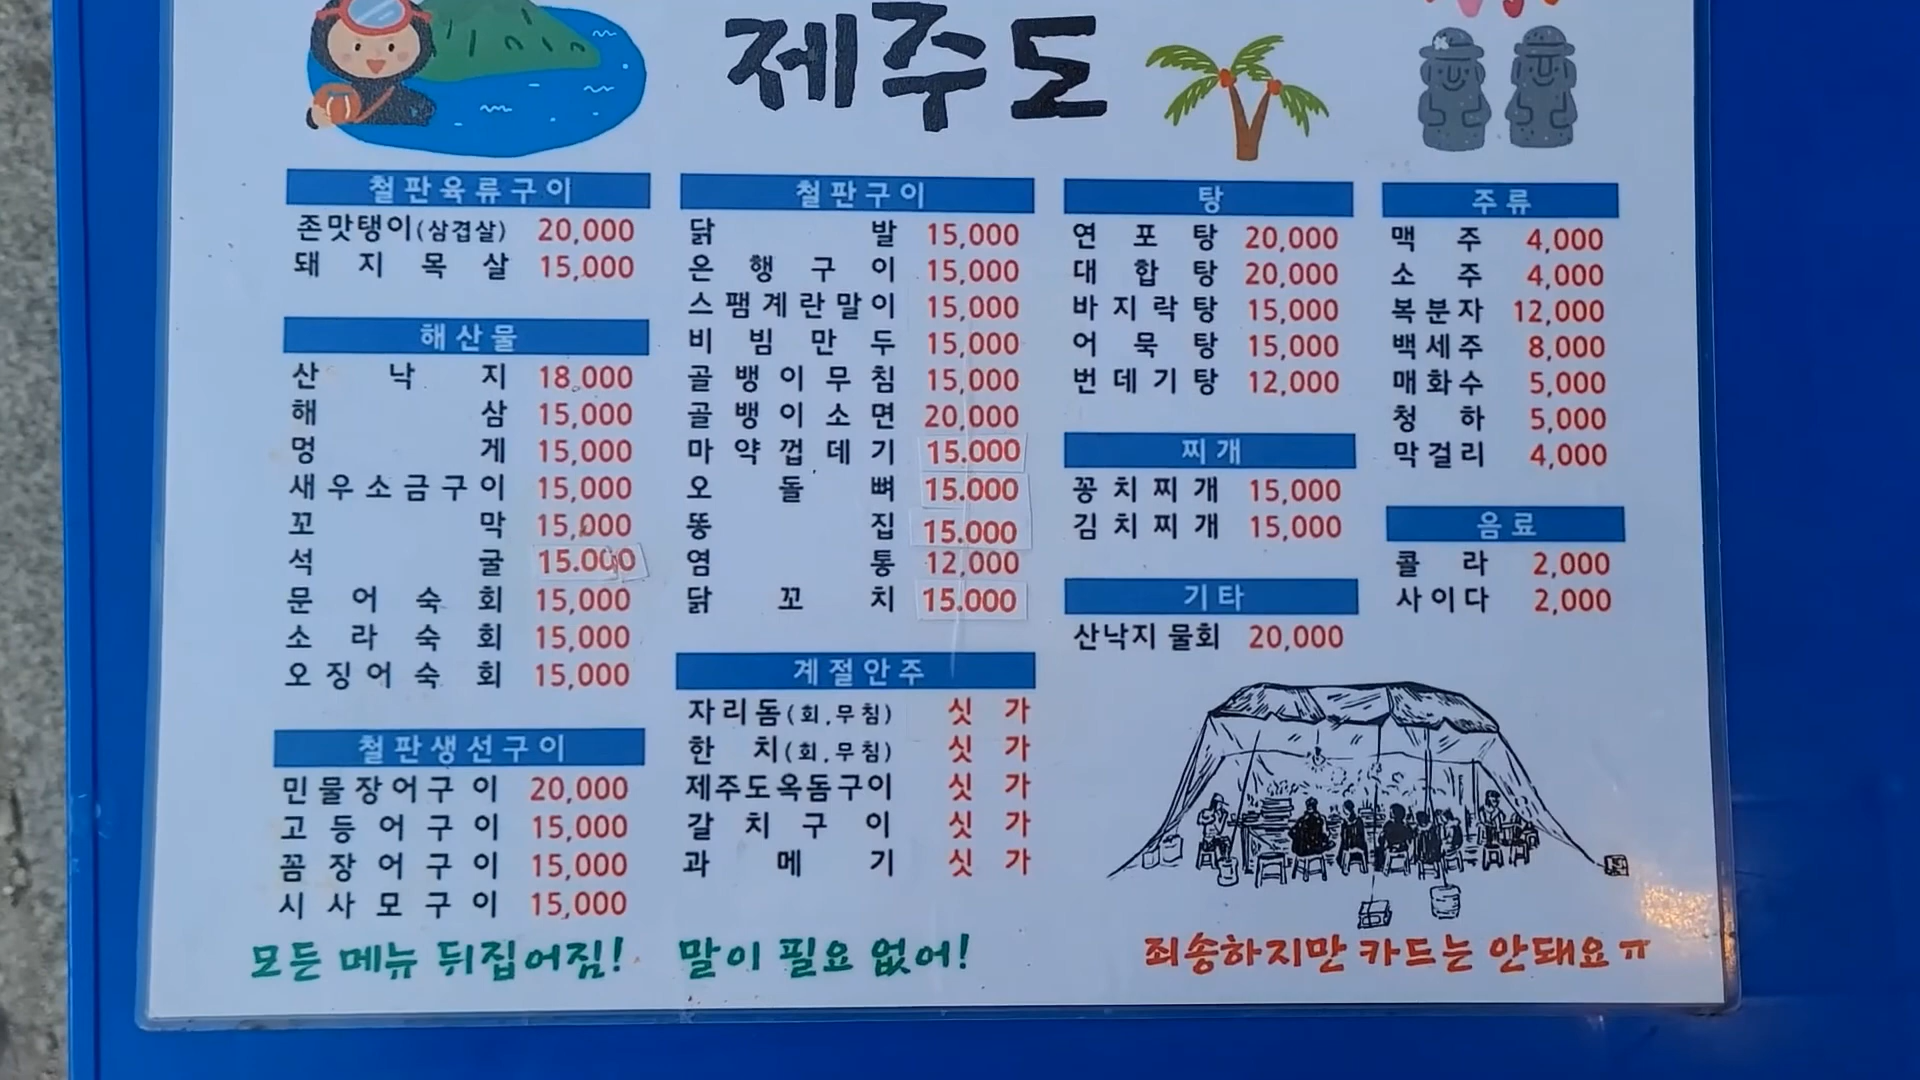 제주도
철판육류구이
존맛탱이(삼겹살) 20,000
돼지목살 15,000
해산물
산낙지 18,000
해삼 15,000
멍게 15,000
새우소금구이 15,000
꼬막 15,000
석굴 15.000
문어숙회 15,000
소라숙회 15,000
오징어숙회 15,000
철판생선구이
민물장어구이 20,000
고등어구이 15,000
꼼장어구이 15,000
시사모구이 15,000
철판구이
닭발 15,000
은행구이 15,000
스팸계란말이 15,000
비빔만두 15,000
골뱅이무침 15,000
골뱅이소면 20,000
마약껍데기 15.000
오돌뼈 15.000
똥집 15.000
염통 12,000
닭꼬치 15.000
계절안주
자리돔(회,무침) 싯가
한치(회,무침) 싯가
제주도옥돔구이 싯가
갈치구이 싯가
과메기 싯가
탕
연포탕 20,000
대합탕 20,000
바지락탕 15,000
어묵탕 15,000
번데기탕 12,000
찌개
꽁치찌개 15,000
김치찌개 15,000
기타
산낙지 물회 20,000
주류
맥주 4,000
소주 4,000
복분자 12,000
백세주 8,000
매화수 5,000
청하 5,000
막걸리 4,000
음료
콜라 2,000
사이다 2,000
모든 메뉴 뒤집어짐! 말이 필요 없어!
죄송하지만 카드는 안돼요ㅠ